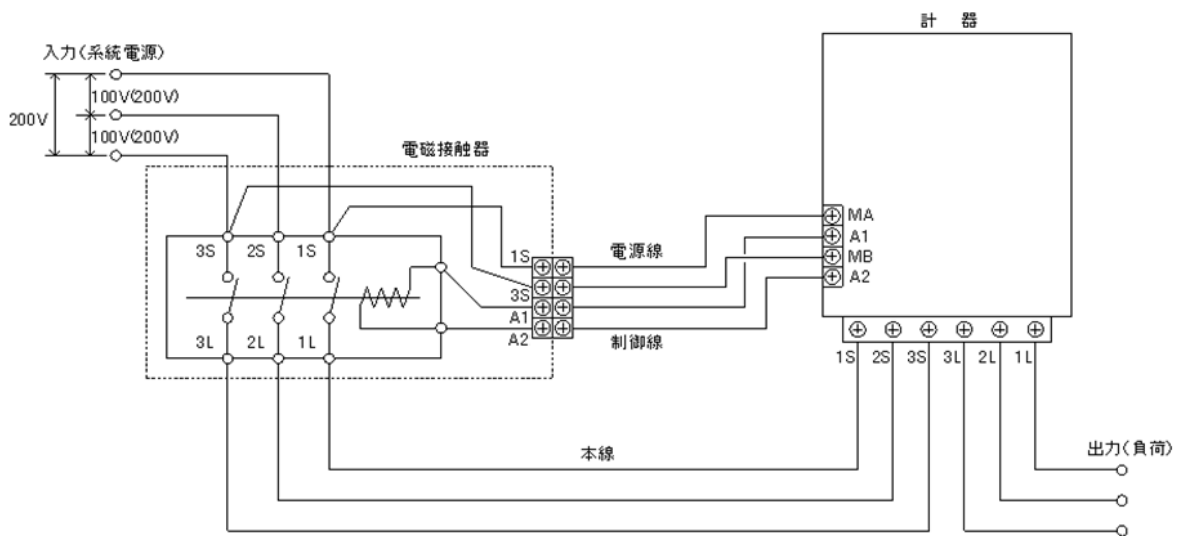 計 器
入力(系統電源)
100V(200V)
200V
100V(200V)
電磁接触器
MA
A1
MB
A2
3S 2S 1S
1S
3S
A1
A2
電源線
制御線
3L 2L 1L
1S 2S 3S 3L 2L 1L
本線
出力(負荷)